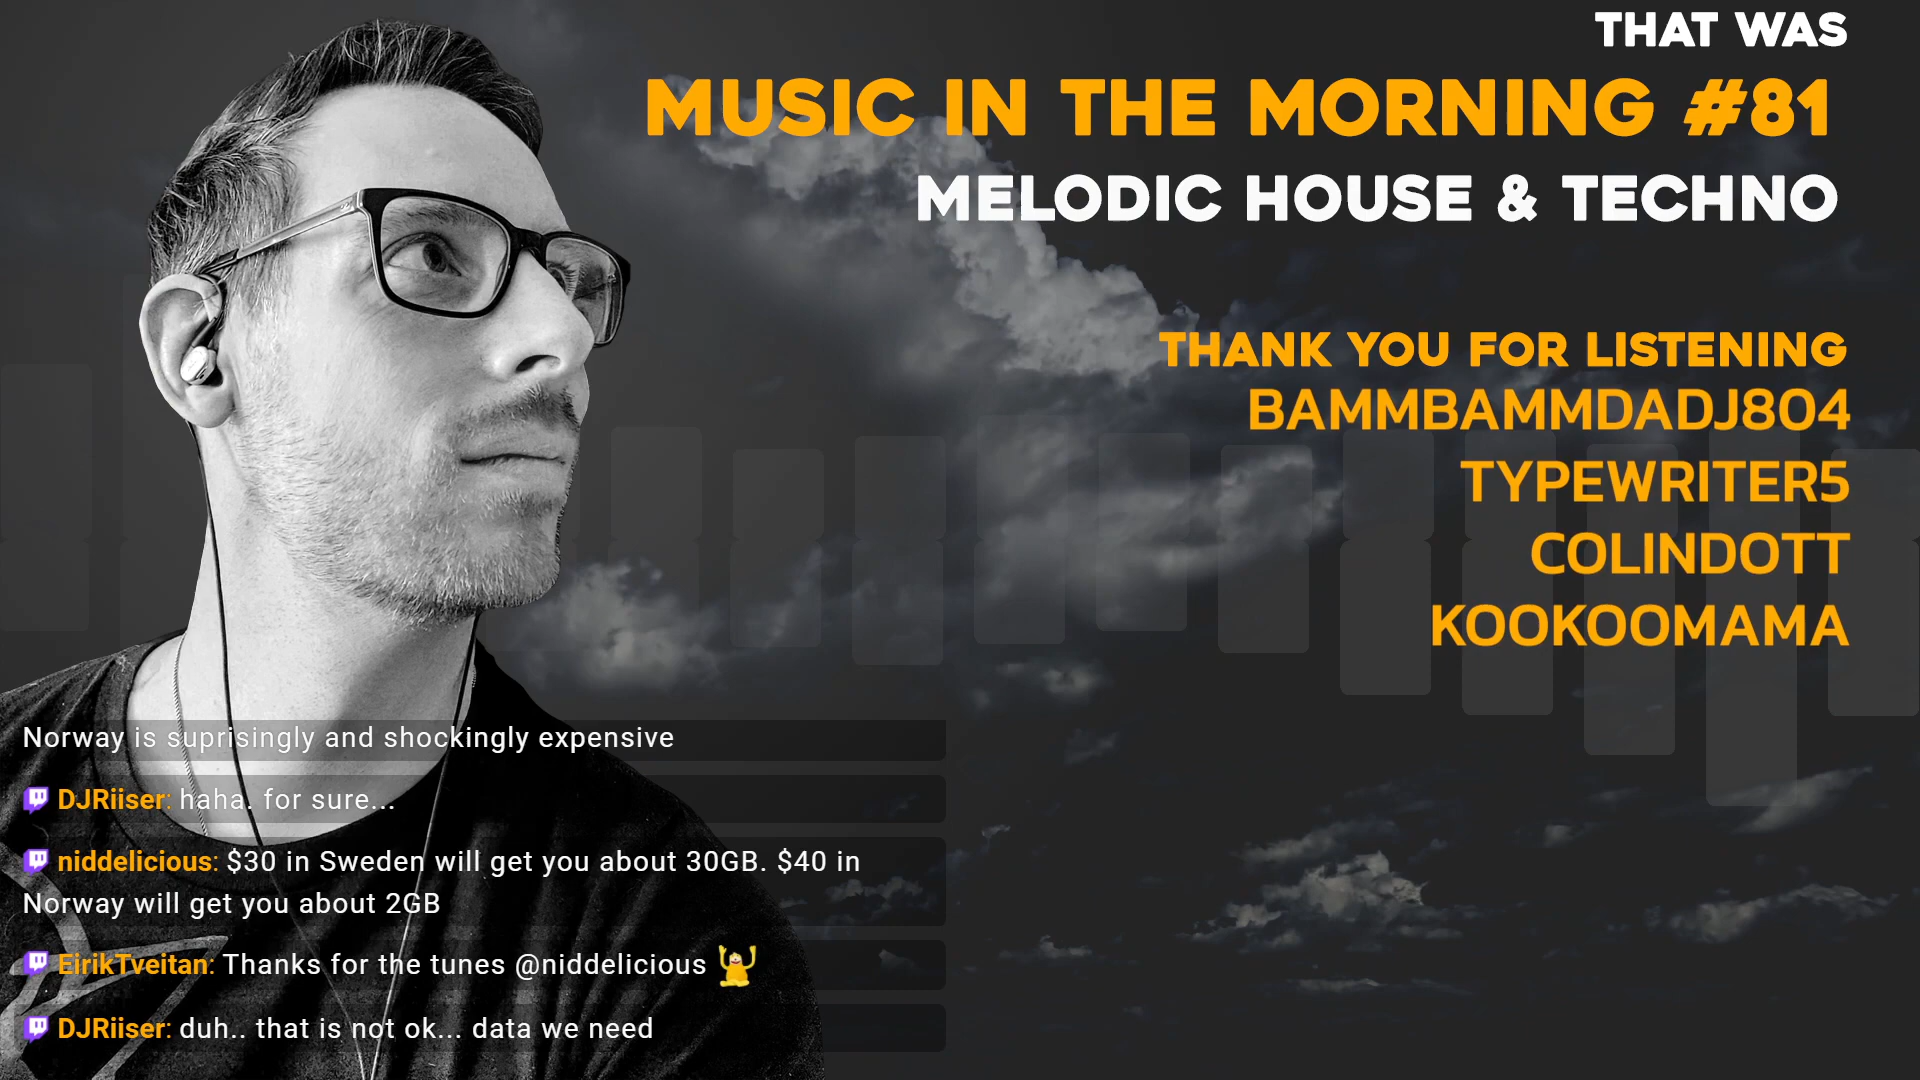 THAT WAS
MUSIC IN THE MORNING #81
MELODIC HOUSE & TECHNO
THANK YOU FOR LISTENING
BAMMBAMMDADJ804
TYPEWRITER5
COLINDOTT
KOOKOOMAMA
Norway is suprisingly and shockingly expensive
DJRiiser: haha. for sure...
niddelicious: $30 in Sweden will get you about 30GB. $40 in
Norway will get you about 2GB
EirikTveitan: Thanks for the tunes @niddelicious
DJRiiser: duh.. that is not ok... data we need